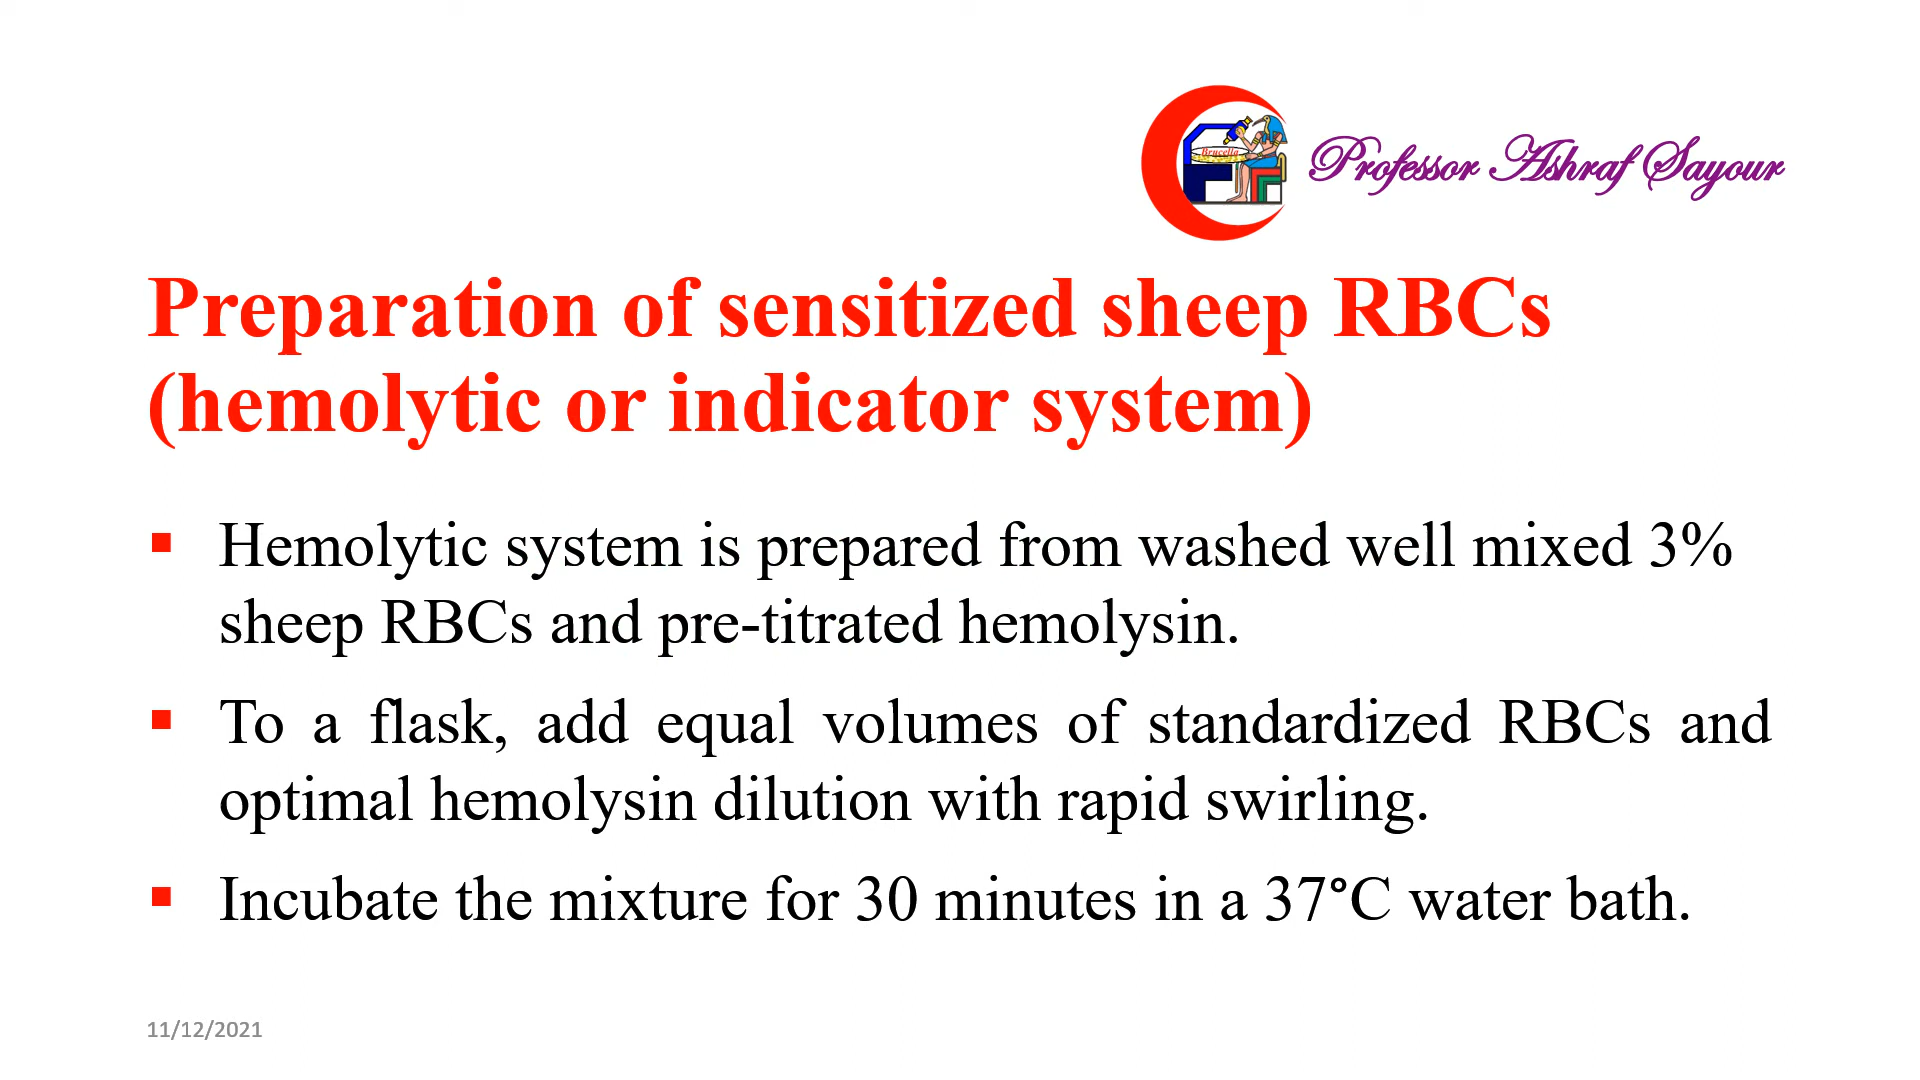 Brucella
Professor Ashraf Sayour
Preparation of sensitized sheep RBCs
(hemolytic or indicator system)
▪ Hemolytic system is prepared from washed well mixed 3%
sheep RBCs and pre-titrated hemolysin.
▪ To a flask, add equal volumes of standardized RBCs and
optimal hemolysin dilution with rapid swirling.
▪ Incubate the mixture for 30 minutes in a 37°C water bath.
11/12/2021